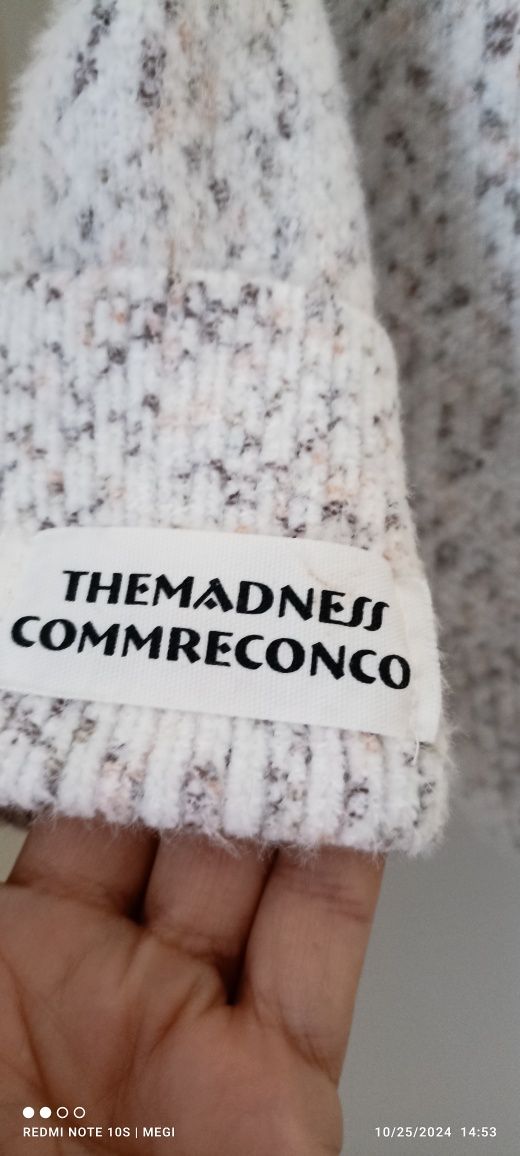 THEMADNESS
COMMRECONCO
REDMI NOTE 10S | MEGI
10/25/2024 14:53